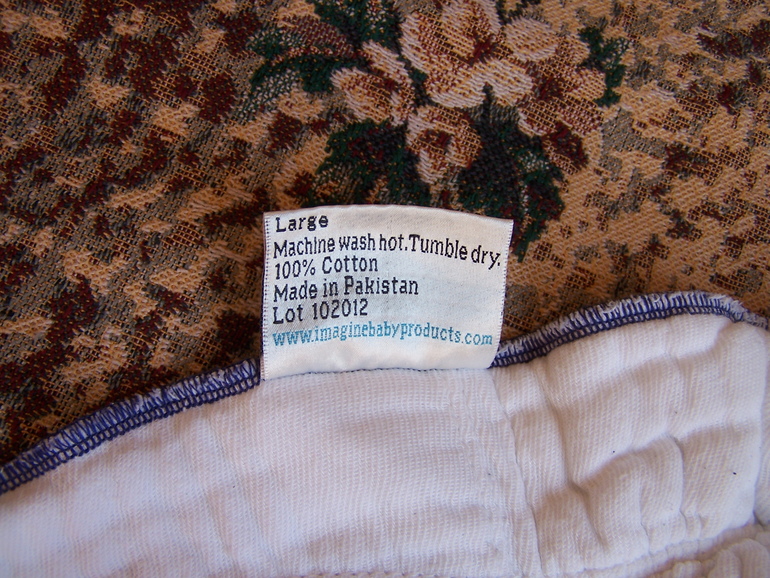 Large
Machine wash hot.Tumble dry.
100% Cotton
Made in Pakistan
Lot 102012
www.imaginebabyproducts.com